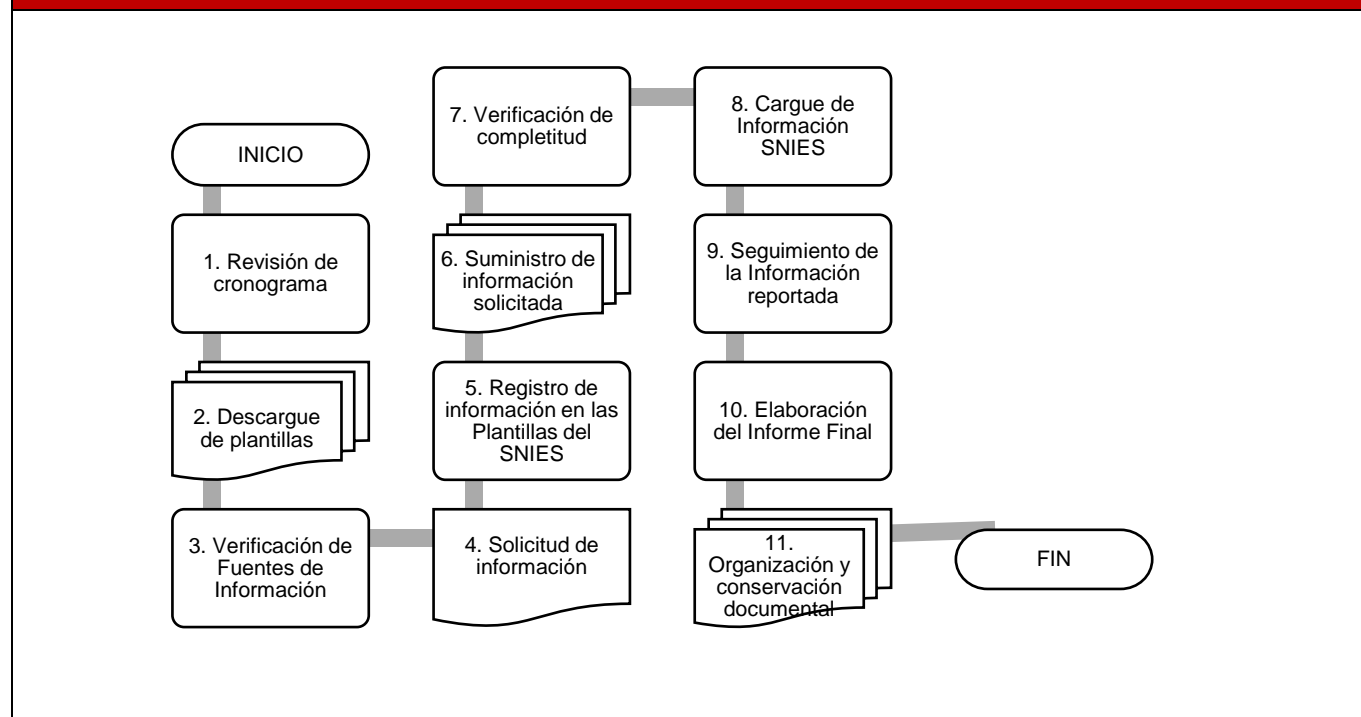 INICIO
1. Revisión de
cronograma
2. Descargue
de plantillas
3. Verificación de
Fuentes de
Información
4. Solicitud de
información
5. Registro de
información en las
Plantillas del
SNIES
6. Suministro de
información
solicitada
7. Verificación de
completitud
8. Cargue de
Información
SNIES
9. Seguimiento de
la Información
reportada
10. Elaboración
del Informe Final
11.
Organización y
conservación
documental
FIN